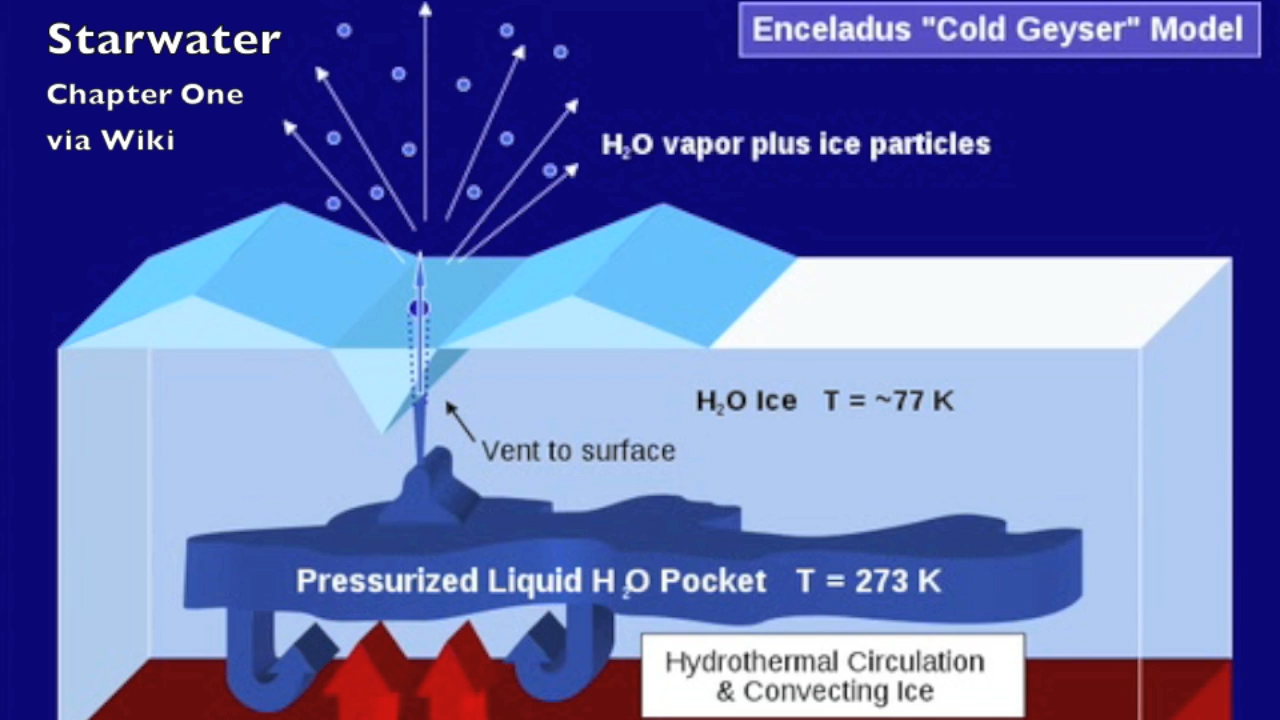 Starwater
Chapter One
via Wiki
Enceladus "Cold Geyser" Model
H₂O vapor plus ice particles
H₂O Ice T = ~77 K
Vent to surface
Pressurized Liquid H₂O Pocket T = 273 K
Hydrothermal Circulation
& Convecting Ice